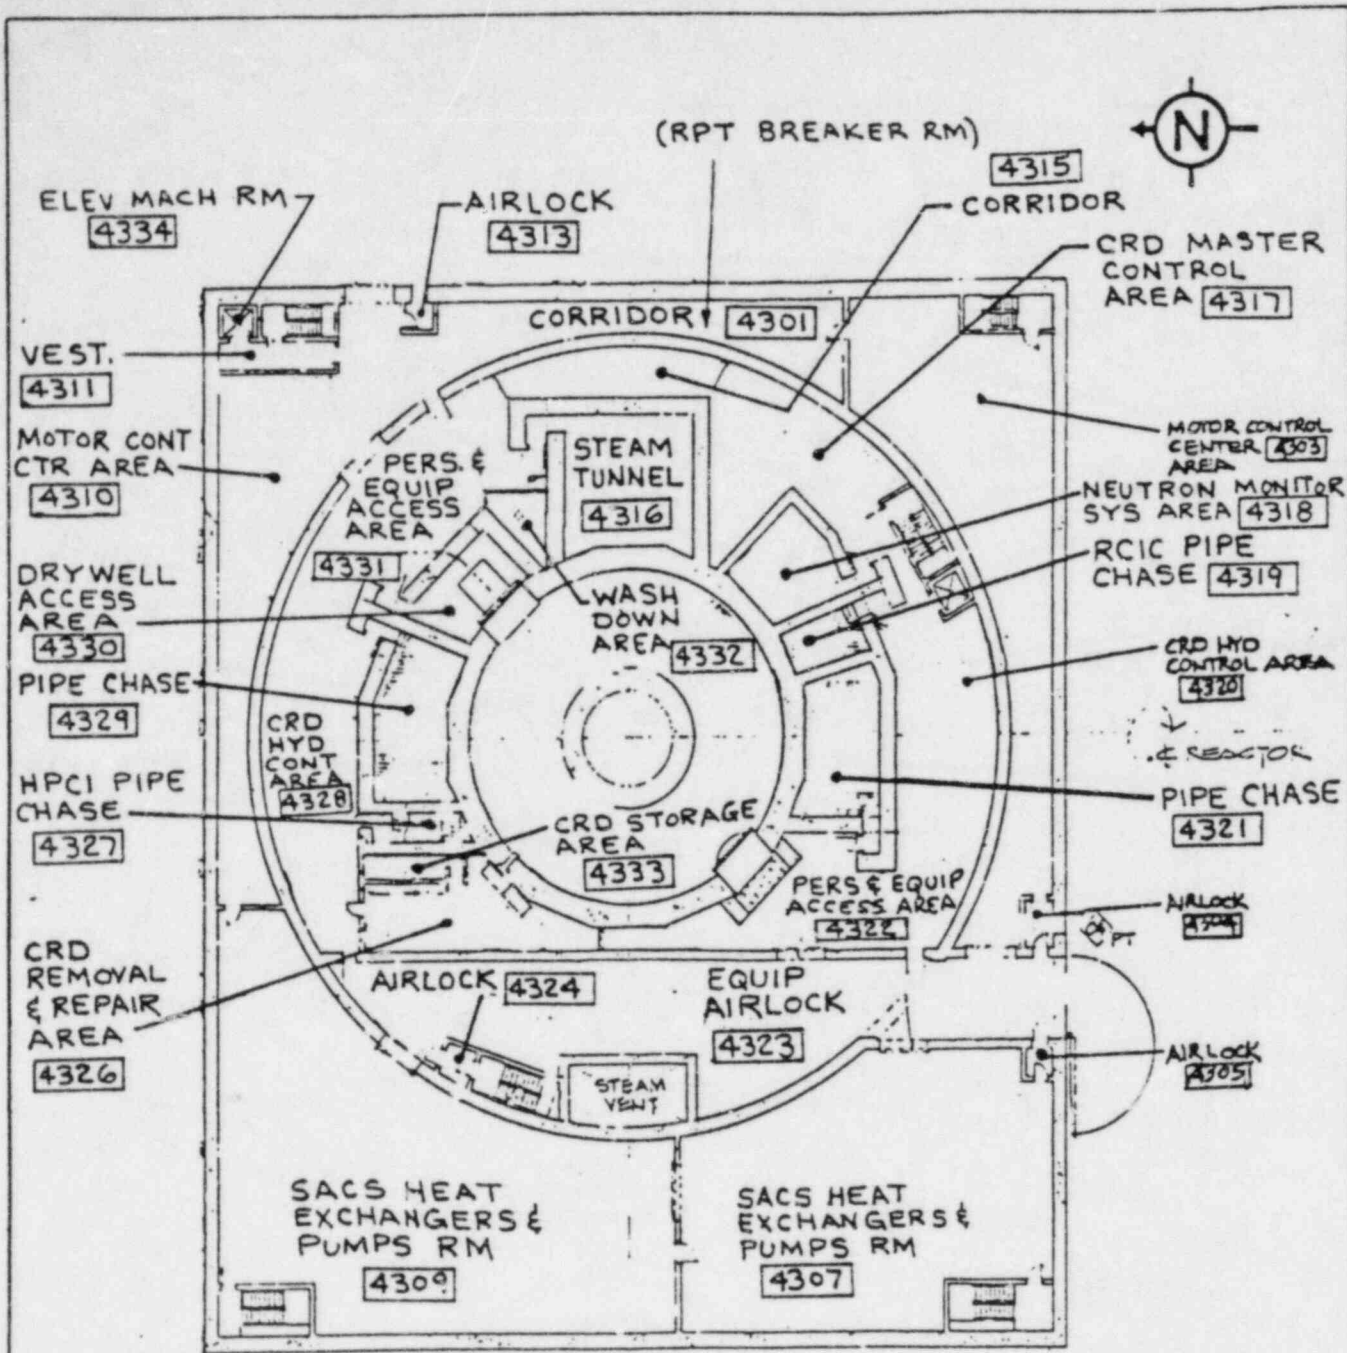 N
(RPT BREAKER RM)
4315
CORRIDOR
ELEV MACH RM
4334
AIRLOCK
4313
CRD MASTER
CONTROL
AREA 4317
CORRIDOR 4301
VEST.
4311
MOTOR CONT
CTR AREA
4310
PERS. &
EQUIP
ACCESS
AREA
4331
STEAM
TUNNEL
4316
MOTOR CONTROL
CENTER 4303
AREA
NEUTRON MONITOR
SYS AREA 4318
RCIC PIPE
CHASE 4319
DRYWELL
ACCESS
AREA
4330
WASH
DOWN
AREA 4332
CRD HYD
CONTROL AREA
4320
PIPE CHASE
4329
CRD
HYD
CONT
AREA
4328
℄ REACTOR
HPCI PIPE
CHASE
4327
CRD STORAGE
AREA
4333
PIPE CHASE
4321
PERS & EQUIP
ACCESS AREA
4322
AIRLOCK
PT
CRD
REMOVAL
& REPAIR
AREA
4326
AIRLOCK 4324
EQUIP
AIRLOCK
4323
AIRLOCK
4305
STEAM
VENT
SACS HEAT
EXCHANGERS &
PUMPS RM
4309
SACS HEAT
EXCHANGERS &
PUMPS RM
4307